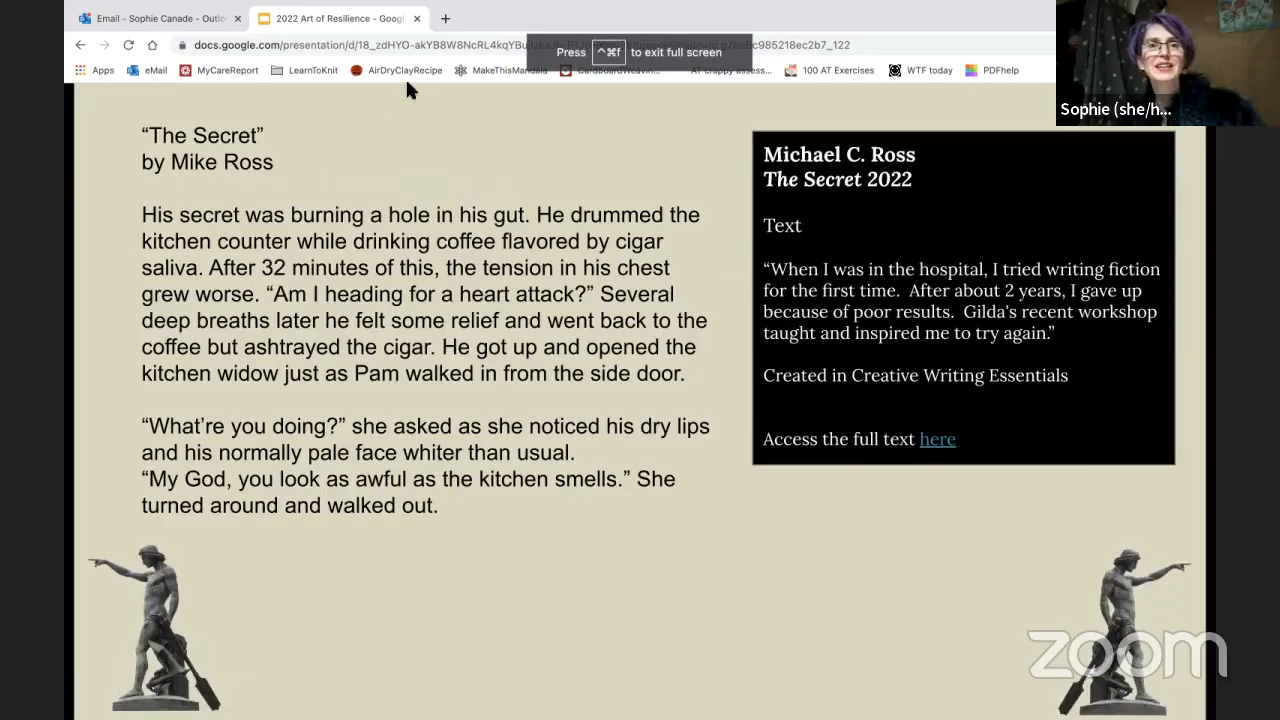 Email – Sophie Canade - Outlo
2022 Art of Resilience - Googl
docs.google.com/presentation/d/18_zdHYO-akYB8W8NcRL4kqYBu
c985218ec2b7_122
Press ^⌘f to exit full screen
Apps eMail MyCareReport LearnToKnit AirDryClayRecipe MakeThisMandala CardboardWeavin... AT crappy assess... 100 AT Exercises WTF today PDFhelp
Sophie (she/h...
“The Secret”
by Mike Ross
His secret was burning a hole in his gut. He drummed the
kitchen counter while drinking coffee flavored by cigar
saliva. After 32 minutes of this, the tension in his chest
grew worse. “Am I heading for a heart attack?” Several
deep breaths later he felt some relief and went back to the
coffee but ashtrayed the cigar. He got up and opened the
kitchen widow just as Pam walked in from the side door.
“What’re you doing?” she asked as she noticed his dry lips
and his normally pale face whiter than usual.
“My God, you look as awful as the kitchen smells.” She
turned around and walked out.
Michael C. Ross
The Secret 2022
Text
“When I was in the hospital, I tried writing fiction
for the first time. After about 2 years, I gave up
because of poor results. Gilda's recent workshop
taught and inspired me to try again.”
Created in Creative Writing Essentials
Access the full text here
zoom